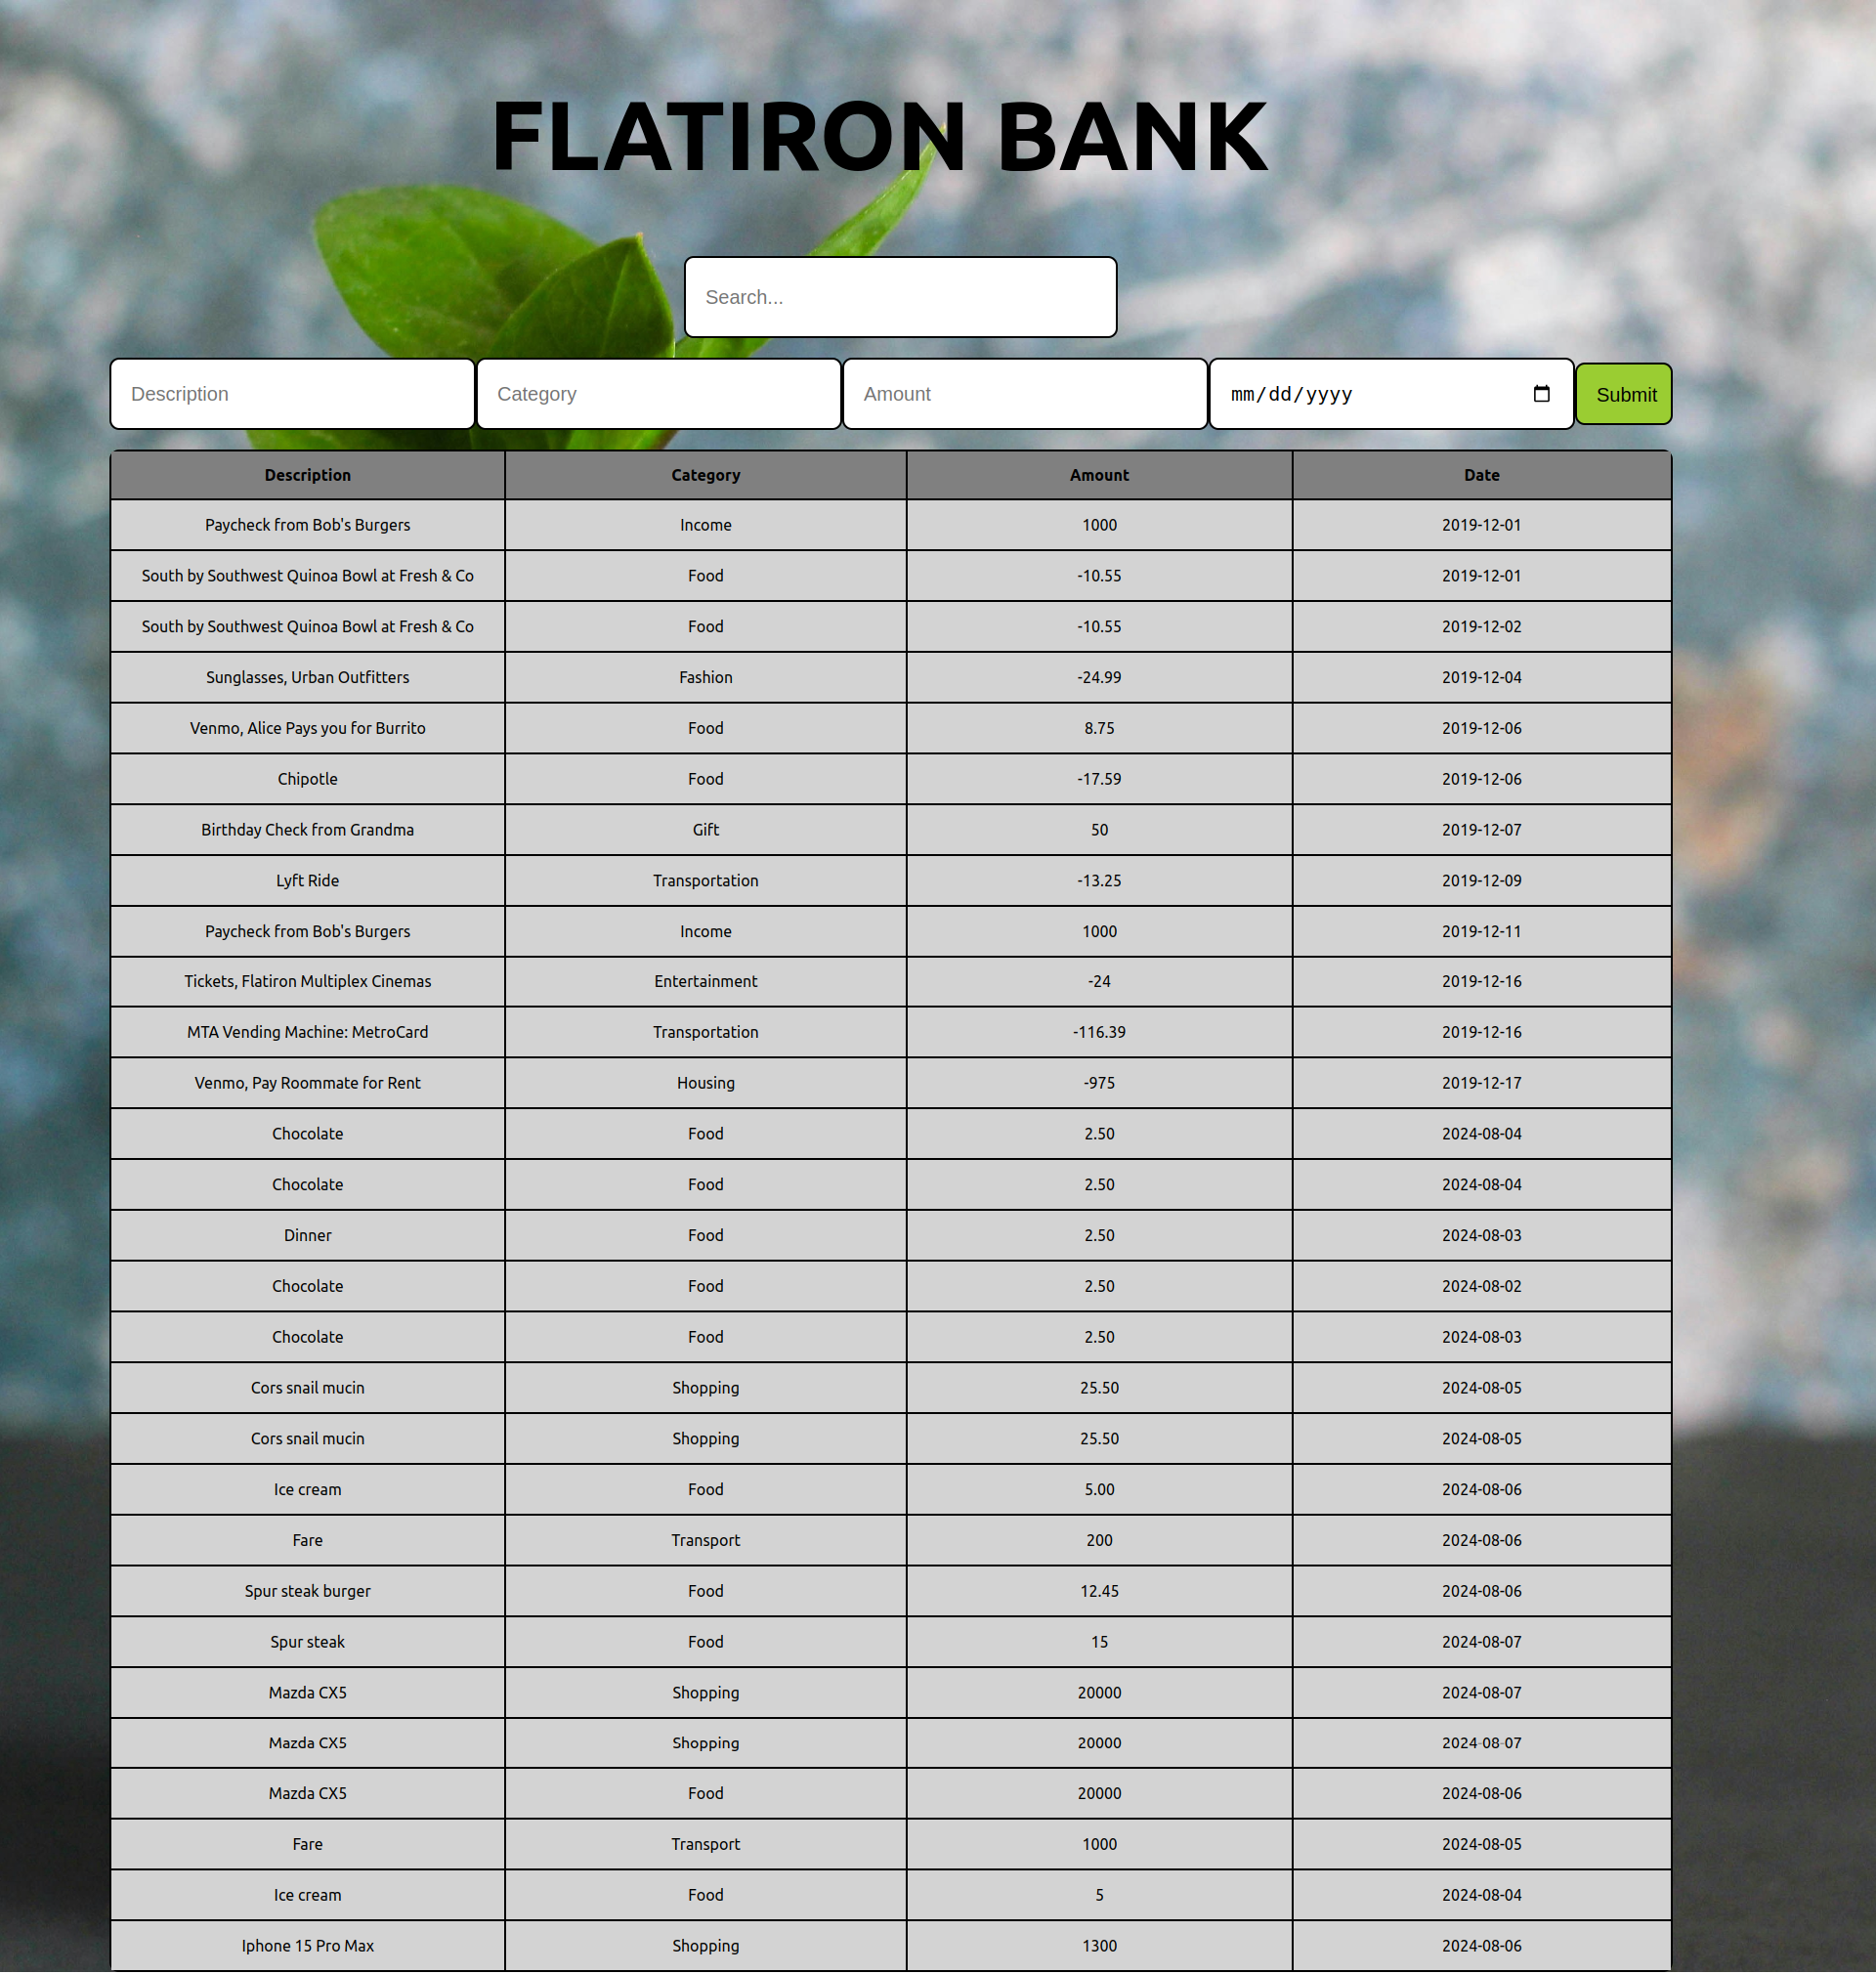 FLATIRON BANK
Search...
Description Category Amount mm/dd/yyyy Submit
Description Category Amount Date
Paycheck from Bob's Burgers Income 1000 2019-12-01
South by Southwest Quinoa Bowl at Fresh & Co Food -10.55 2019-12-01
South by Southwest Quinoa Bowl at Fresh & Co Food -10.55 2019-12-02
Sunglasses, Urban Outfitters Fashion -24.99 2019-12-04
Venmo, Alice Pays you for Burrito Food 8.75 2019-12-06
Chipotle Food -17.59 2019-12-06
Birthday Check from Grandma Gift 50 2019-12-07
Lyft Ride Transportation -13.25 2019-12-09
Paycheck from Bob's Burgers Income 1000 2019-12-11
Tickets, Flatiron Multiplex Cinemas Entertainment -24 2019-12-16
MTA Vending Machine: MetroCard Transportation -116.39 2019-12-16
Venmo, Pay Roommate for Rent Housing -975 2019-12-17
Chocolate Food 2.50 2024-08-04
Chocolate Food 2.50 2024-08-04
Dinner Food 2.50 2024-08-03
Chocolate Food 2.50 2024-08-02
Chocolate Food 2.50 2024-08-03
Cors snail mucin Shopping 25.50 2024-08-05
Cors snail mucin Shopping 25.50 2024-08-05
Ice cream Food 5.00 2024-08-06
Fare Transport 200 2024-08-06
Spur steak burger Food 12.45 2024-08-06
Spur steak Food 15 2024-08-07
Mazda CX5 Shopping 20000 2024-08-07
Mazda CX5 Shopping 20000 2024-08-07
Mazda CX5 Food 20000 2024-08-06
Fare Transport 1000 2024-08-05
Ice cream Food 5 2024-08-04
Iphone 15 Pro Max Shopping 1300 2024-08-06